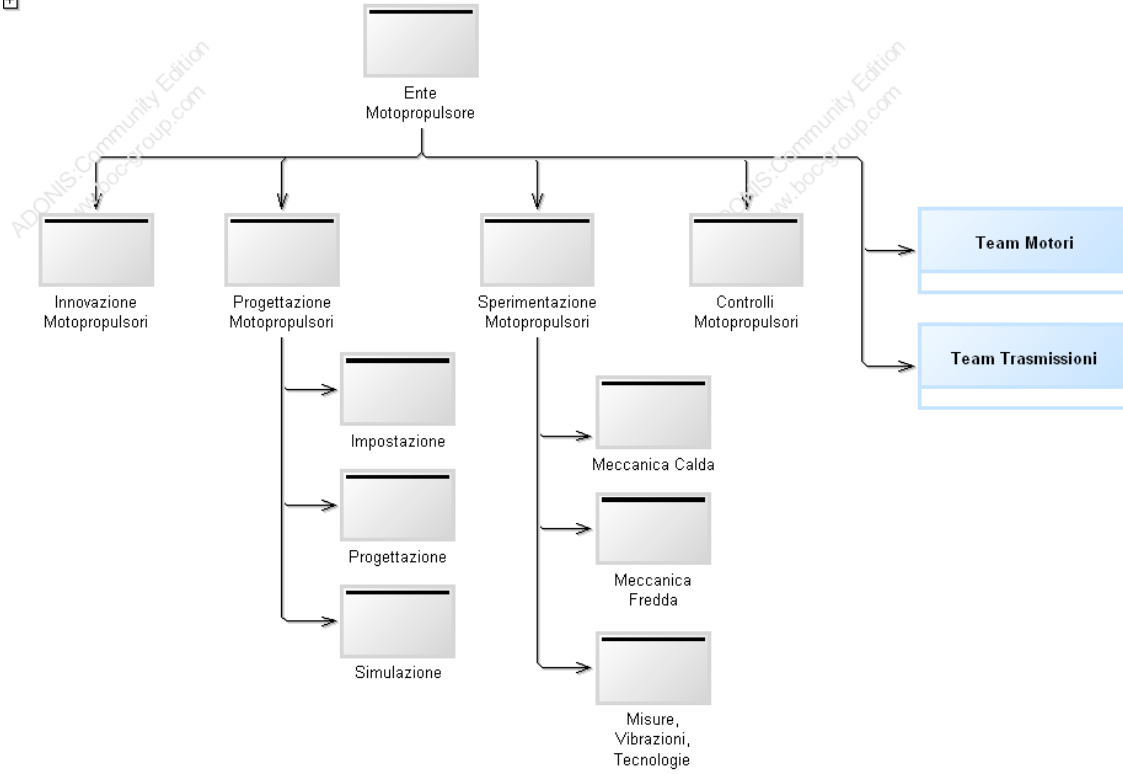 Ente
Motopropulsore
ADONIS:Community Edition
www.boc-group.com
ADONIS:Community Edition
www.boc-group.com
Innovazione
Motopropulsori
Progettazione
Motopropulsori
Sperimentazione
Motopropulsori
Controlli
Motopropulsori
Team Motori
Team Trasmissioni
Impostazione
Progettazione
Simulazione
Meccanica Calda
Meccanica
Fredda
Misure,
Vibrazioni,
Tecnologie